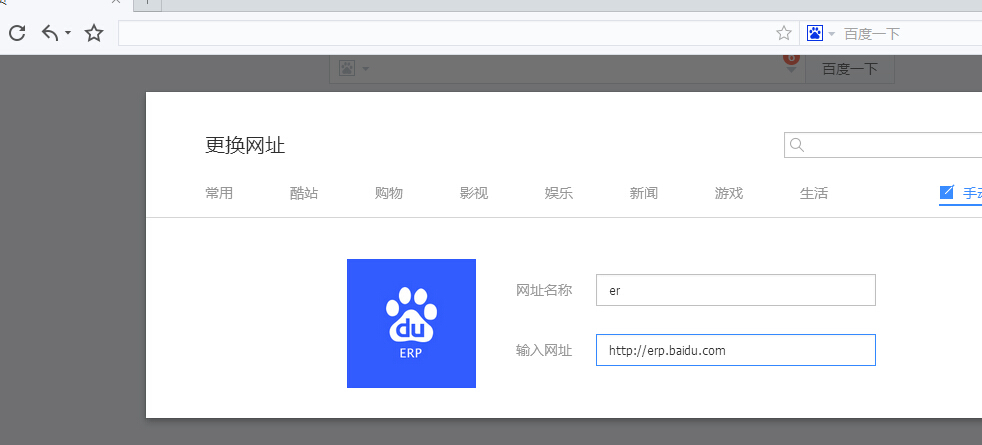 百度一下
6
百度一下
更换网址
常用 酷站 购物 影视 娱乐 新闻 游戏 生活
du
ERP
网址名称 er
输入网址 http://erp.baidu.com